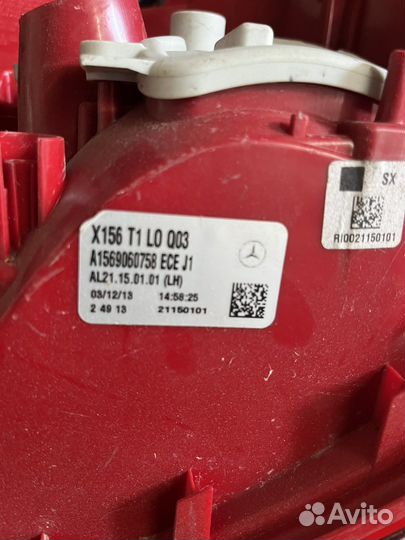 SX
RI0021150101
X156 T1 LO Q03
A1569060758 ECE J1
AL21.15.01.01 (LH)
03/12/13 14:58:25
2 49 13 21150101
Avito